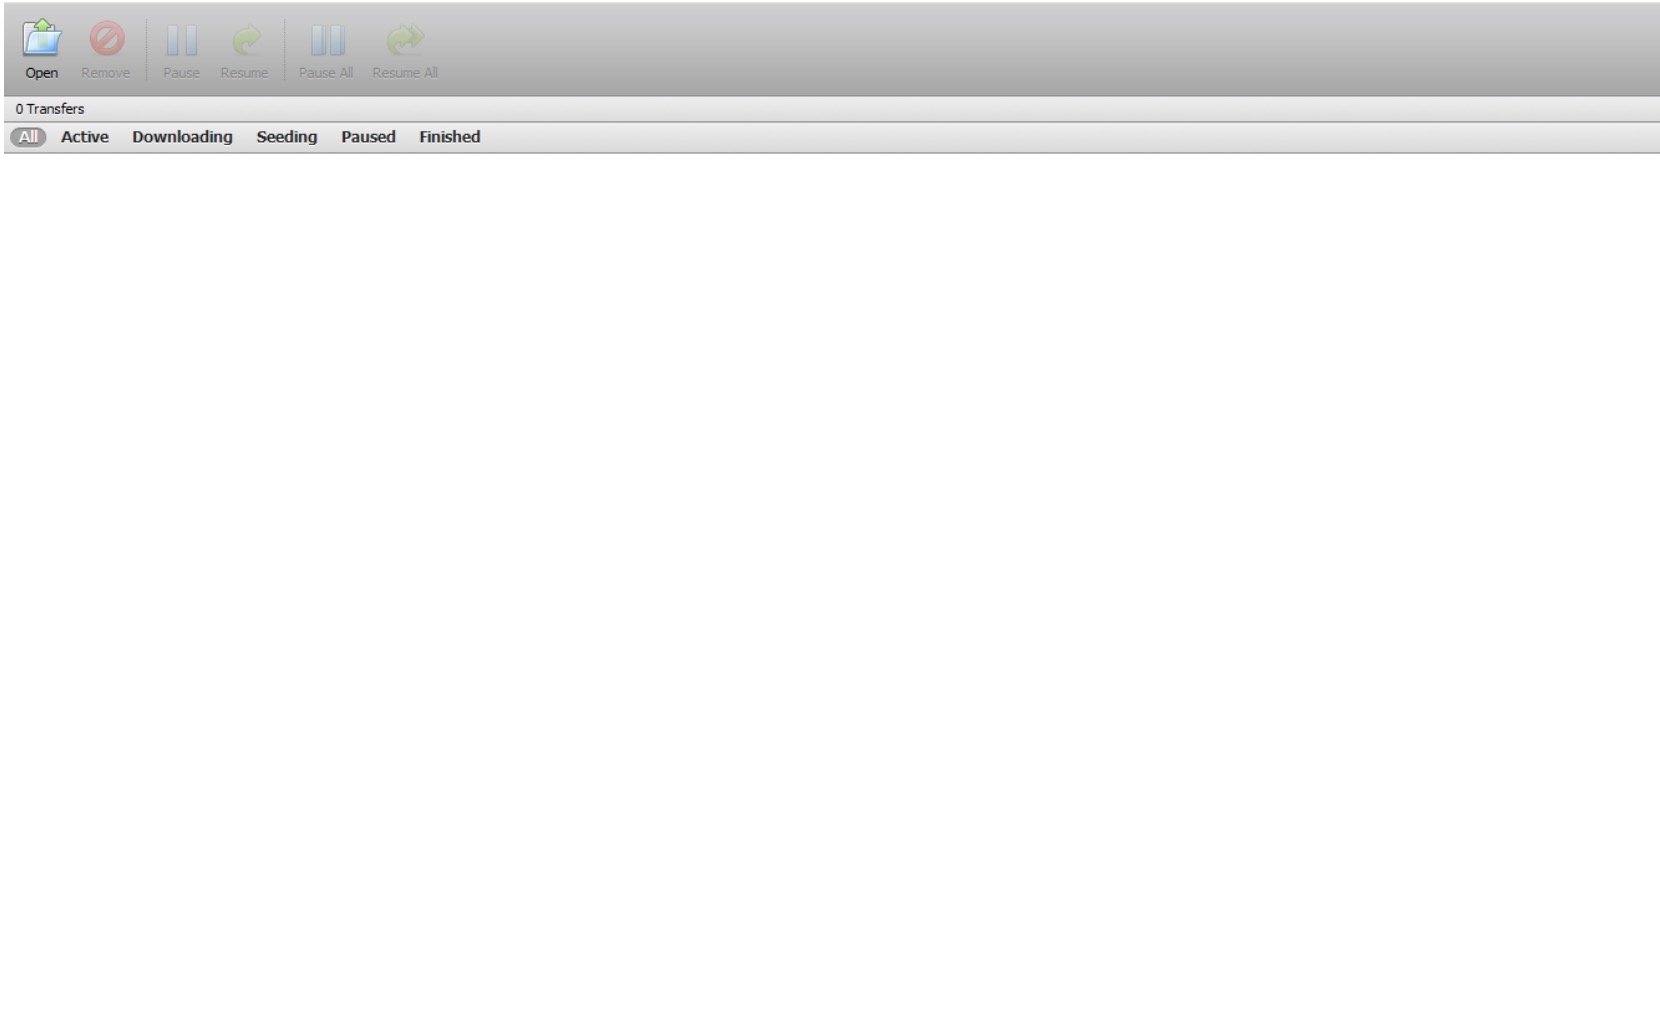 Open Remove Pause Resume Pause All Resume All
0 Transfers
All Active Downloading Seeding Paused Finished